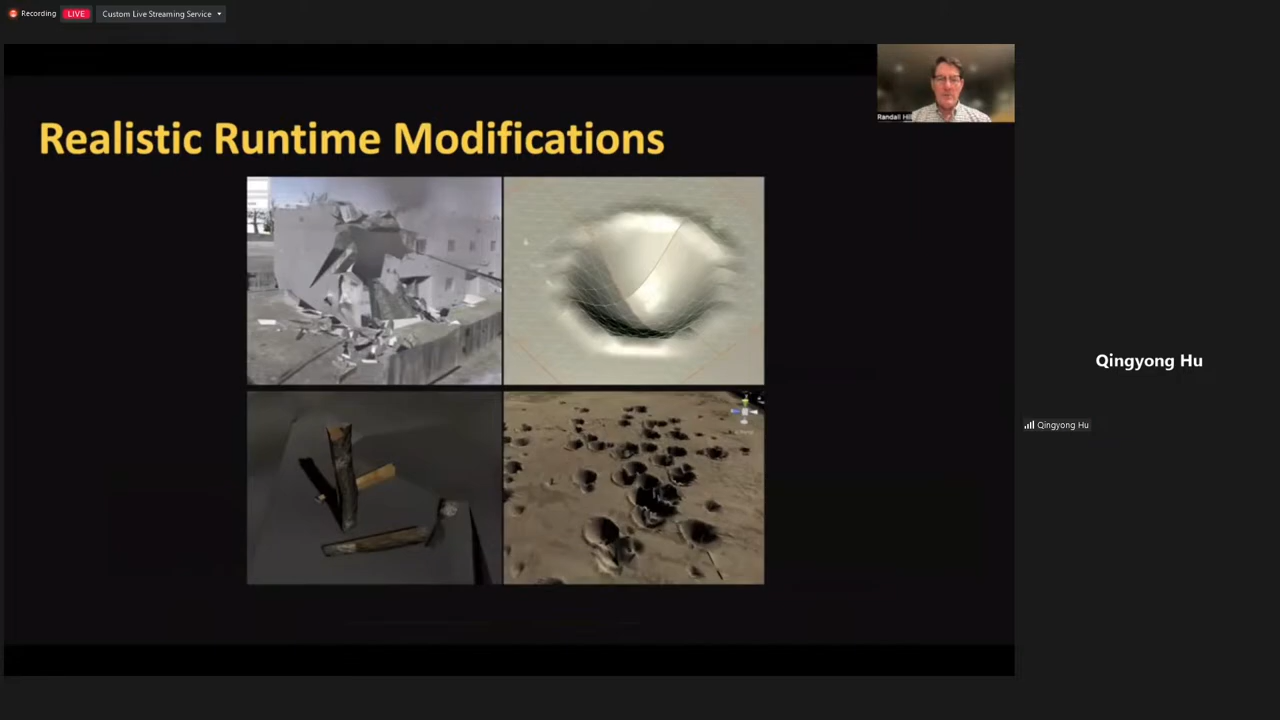 Recording
LIVE
Custom Live Streaming Service
Randall Hill
Realistic Runtime Modifications
Qingyong Hu
Qingyong Hu